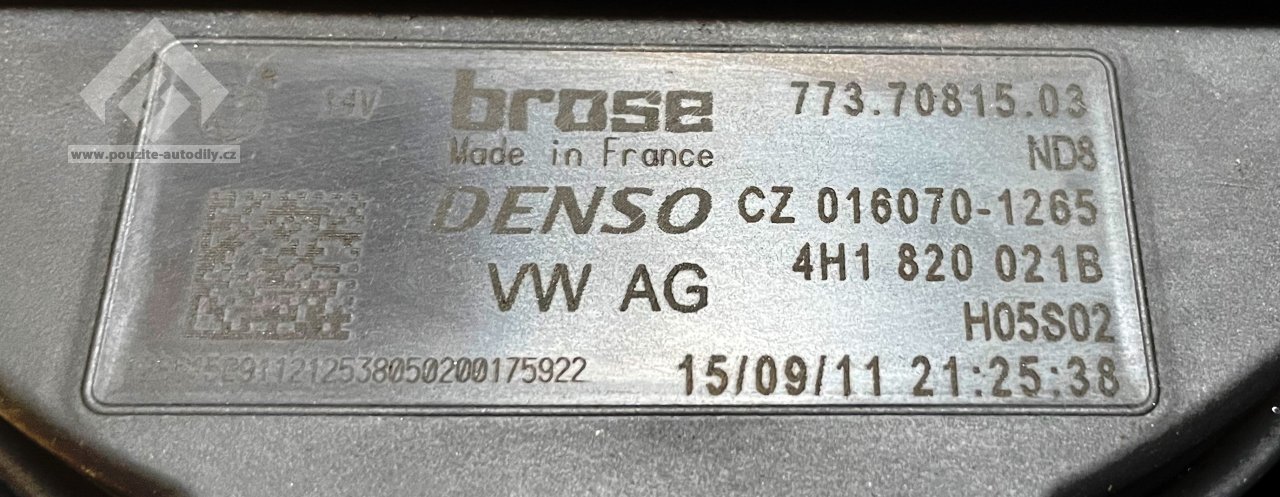 14V
brose 773.70815.03
Made in France ND8
DENSO CZ 016070-1265
VW AG 4H1 820 021B
H05S02
15/09/11 21:25:38
www.pouzite-autodily.cz